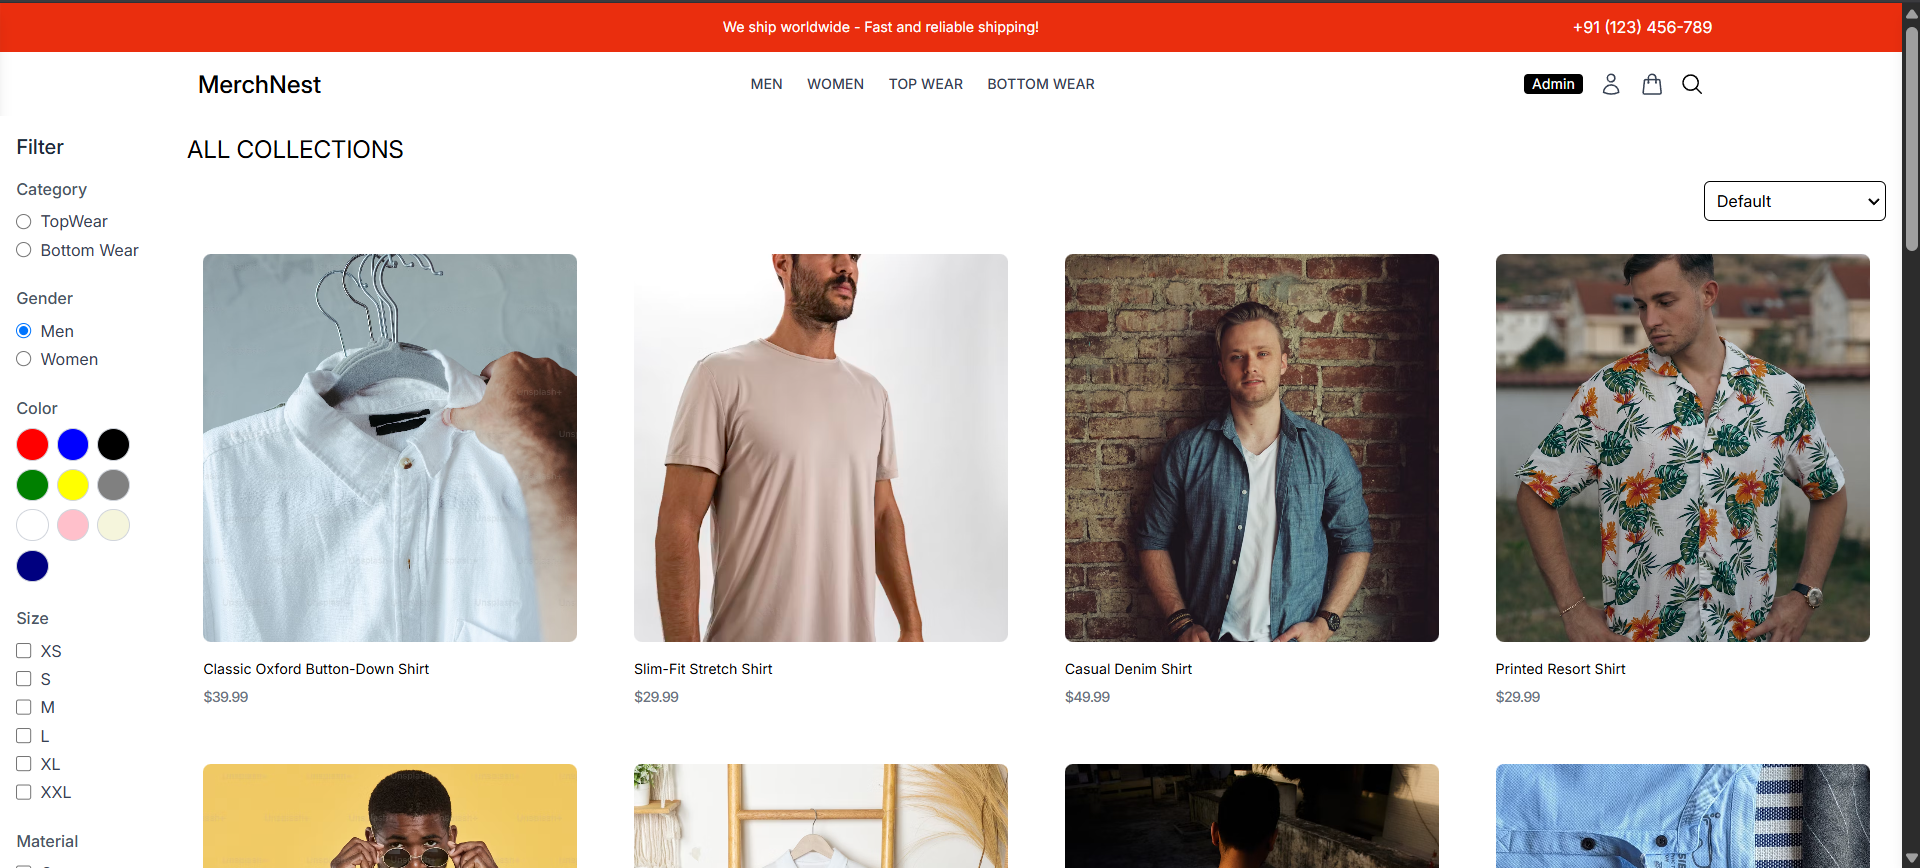 We ship worldwide - Fast and reliable shipping!
+91 (123) 456-789
MerchNest
MEN
WOMEN
TOP WEAR
BOTTOM WEAR
Admin
Filter
Category
TopWear
Bottom Wear
Gender
Men
Women
Color
Size
XS
S
M
L
XL
XXL
Material
ALL COLLECTIONS
Default
Classic Oxford Button-Down Shirt
$39.99
Slim-Fit Stretch Shirt
$29.99
Casual Denim Shirt
$49.99
Printed Resort Shirt
$29.99